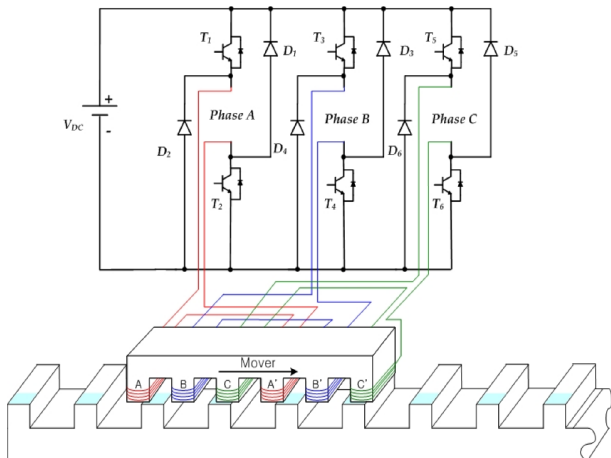 T1
D1
T3
D3
T5
D5
+
VDC
-
Phase A
Phase B
Phase C
D2
D4
D6
T2
T4
T6
Mover
A
B
C
A'
B'
C'